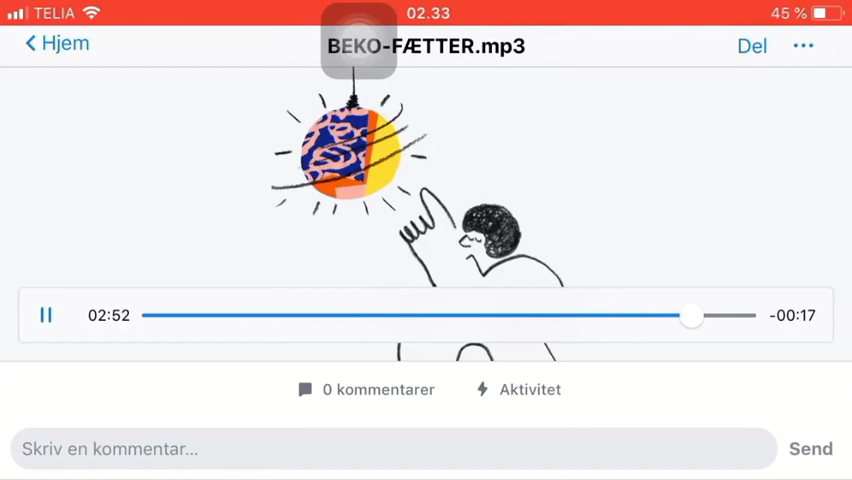 TELIA 02.33 45 %
Hjem BEKO-FÆTTER.mp3 Del
02:52 -00:17
0 kommentarer Aktivitet
Skriv en kommentar... Send